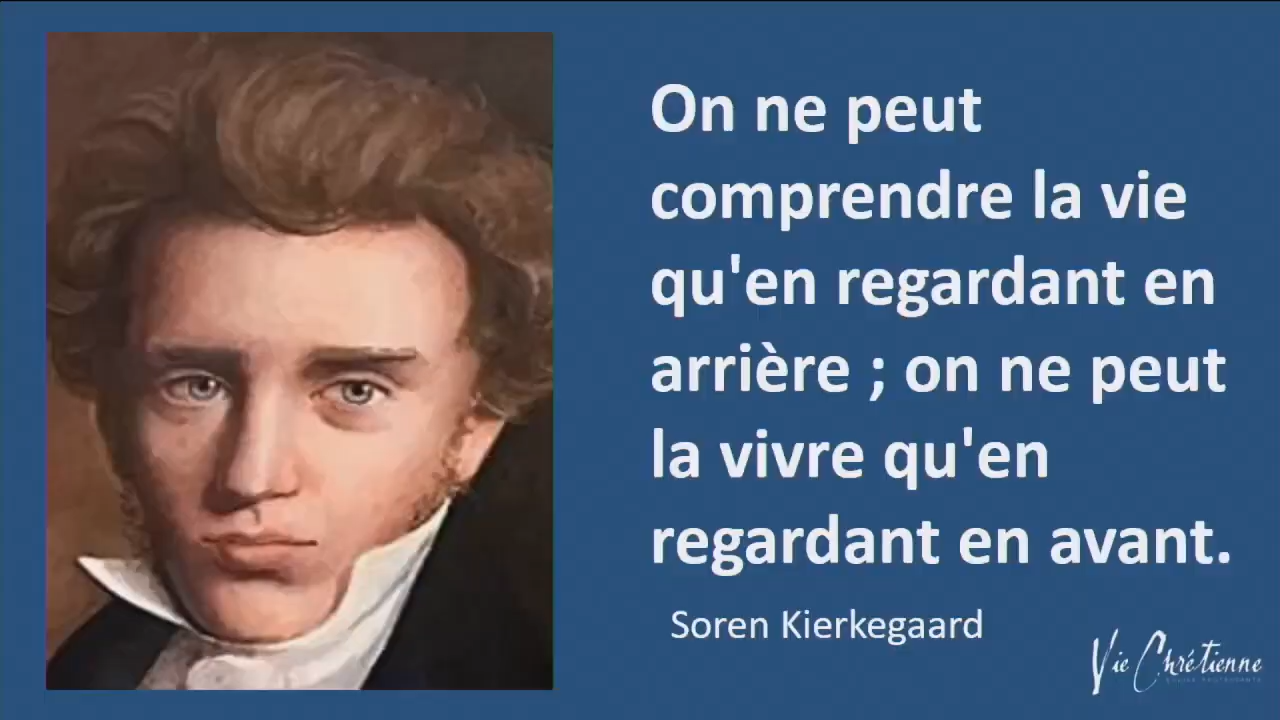 On ne peut
comprendre la vie
qu'en regardant en
arrière ; on ne peut
la vivre qu'en
regardant en avant.
Soren Kierkegaard
Vie Chrétienne